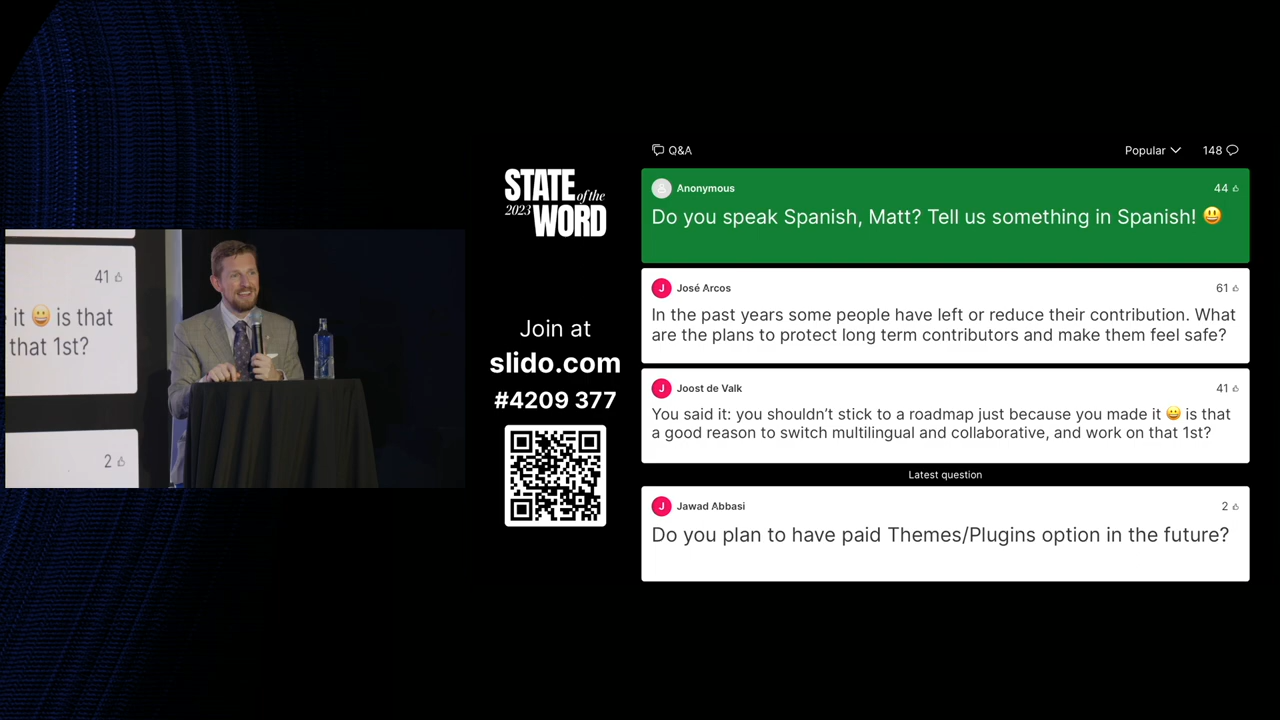 41
it 😀 is that
that 1st?
2
STATE of the
2023 WORD
Join at
slido.com
#4209 377
Q&A
Popular
148
Anonymous
44
Do you speak Spanish, Matt? Tell us something in Spanish! 😃
J
José Arcos
61
In the past years some people have left or reduce their contribution. What
are the plans to protect long term contributors and make them feel safe?
J
Joost de Valk
41
You said it: you shouldn’t stick to a roadmap just because you made it 😀 is that
a good reason to switch multilingual and collaborative, and work on that 1st?
Latest question
J
Jawad Abbasi
2
Do you plan to have paid Themes/Plugins option in the future?